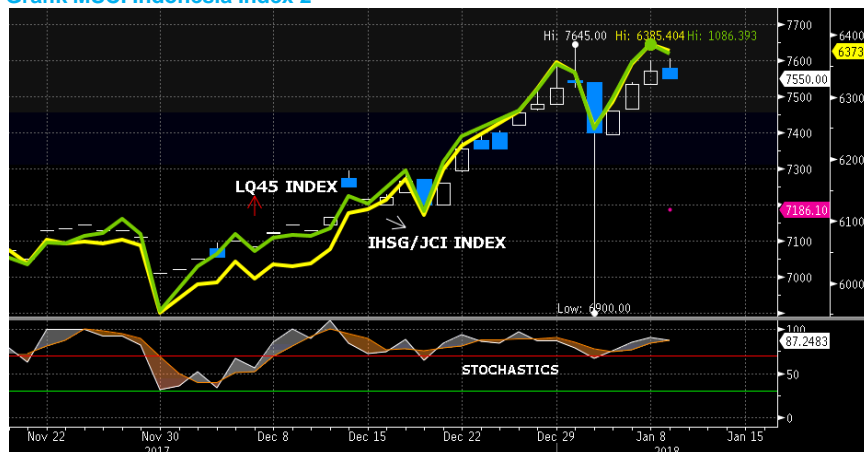 Grafik MSCI Indonesia Index 2
Hi: 7645.00 Hi: 6385.404 Hi: 1086.393
7700
7600
7550.00
7500
7400
7300
7186.10
7100
7000
6400
6373
6300
6200
6100
6000
LQ45 INDEX
IHSG/JCI INDEX
Low: 6900.00
STOCHASTICS
100
87.2483
50
0
Nov 22
Nov 30
Dec 8
Dec 15
Dec 22
Dec 29
Jan 8
Jan 15
2017
2018